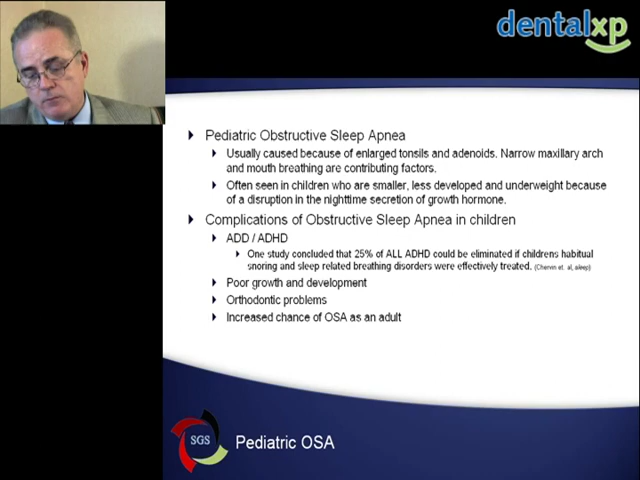 dentalxp
Pediatric Obstructive Sleep Apnea
Usually caused because of enlarged tonsils and adenoids. Narrow maxillary arch
and mouth breathing are contributing factors.
Often seen in children who are smaller, less developed and underweight because
of a disruption in the nighttime secretion of growth hormone.
Complications of Obstructive Sleep Apnea in children
ADD / ADHD
One study concluded that 25% of ALL ADHD could be eliminated if childrens habitual
snoring and sleep related breathing disorders were effectively treated. (Chervin et. al, sleep)
Poor growth and development
Orthodontic problems
Increased chance of OSA as an adult
SGS
Pediatric OSA